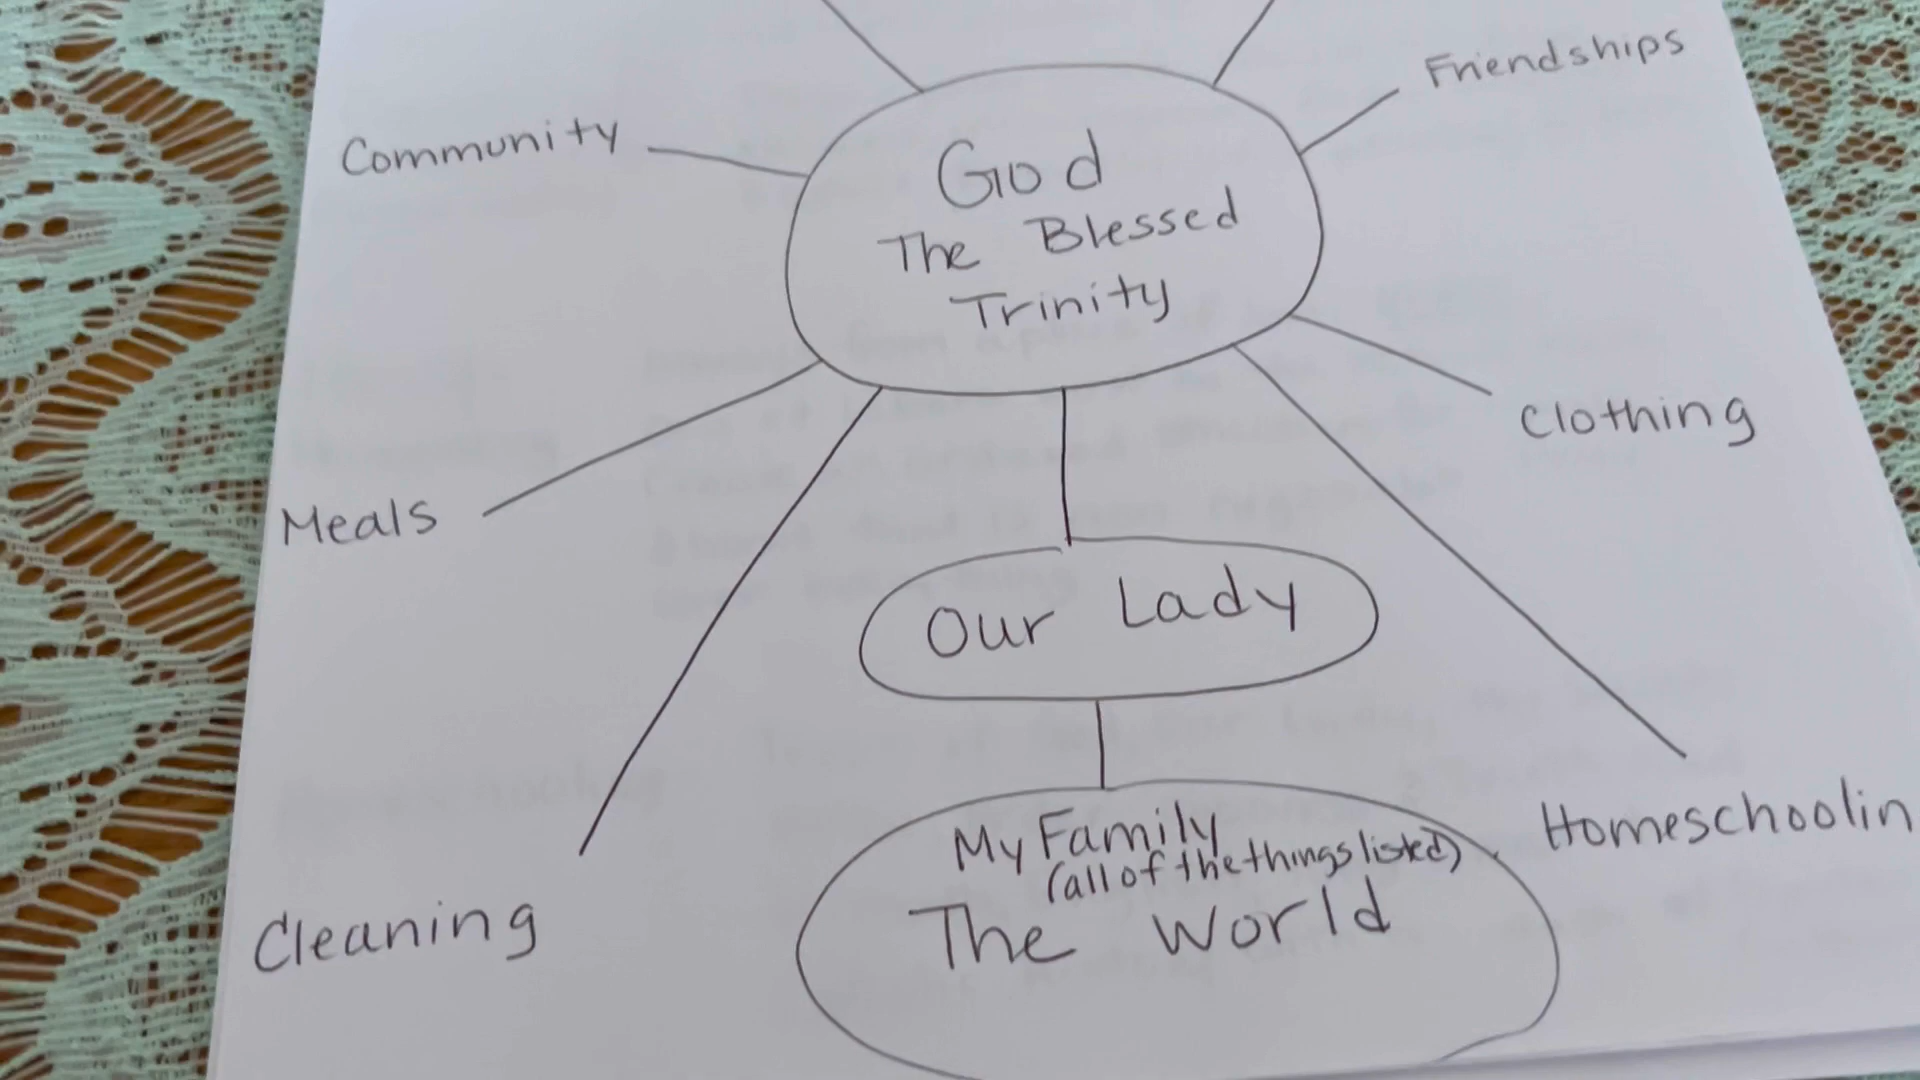 Friendships
Community
God
The Blessed
Trinity
Clothing
Meals
Our Lady
My Family
(all of the things listed)
The World
Homeschoolin
Cleaning